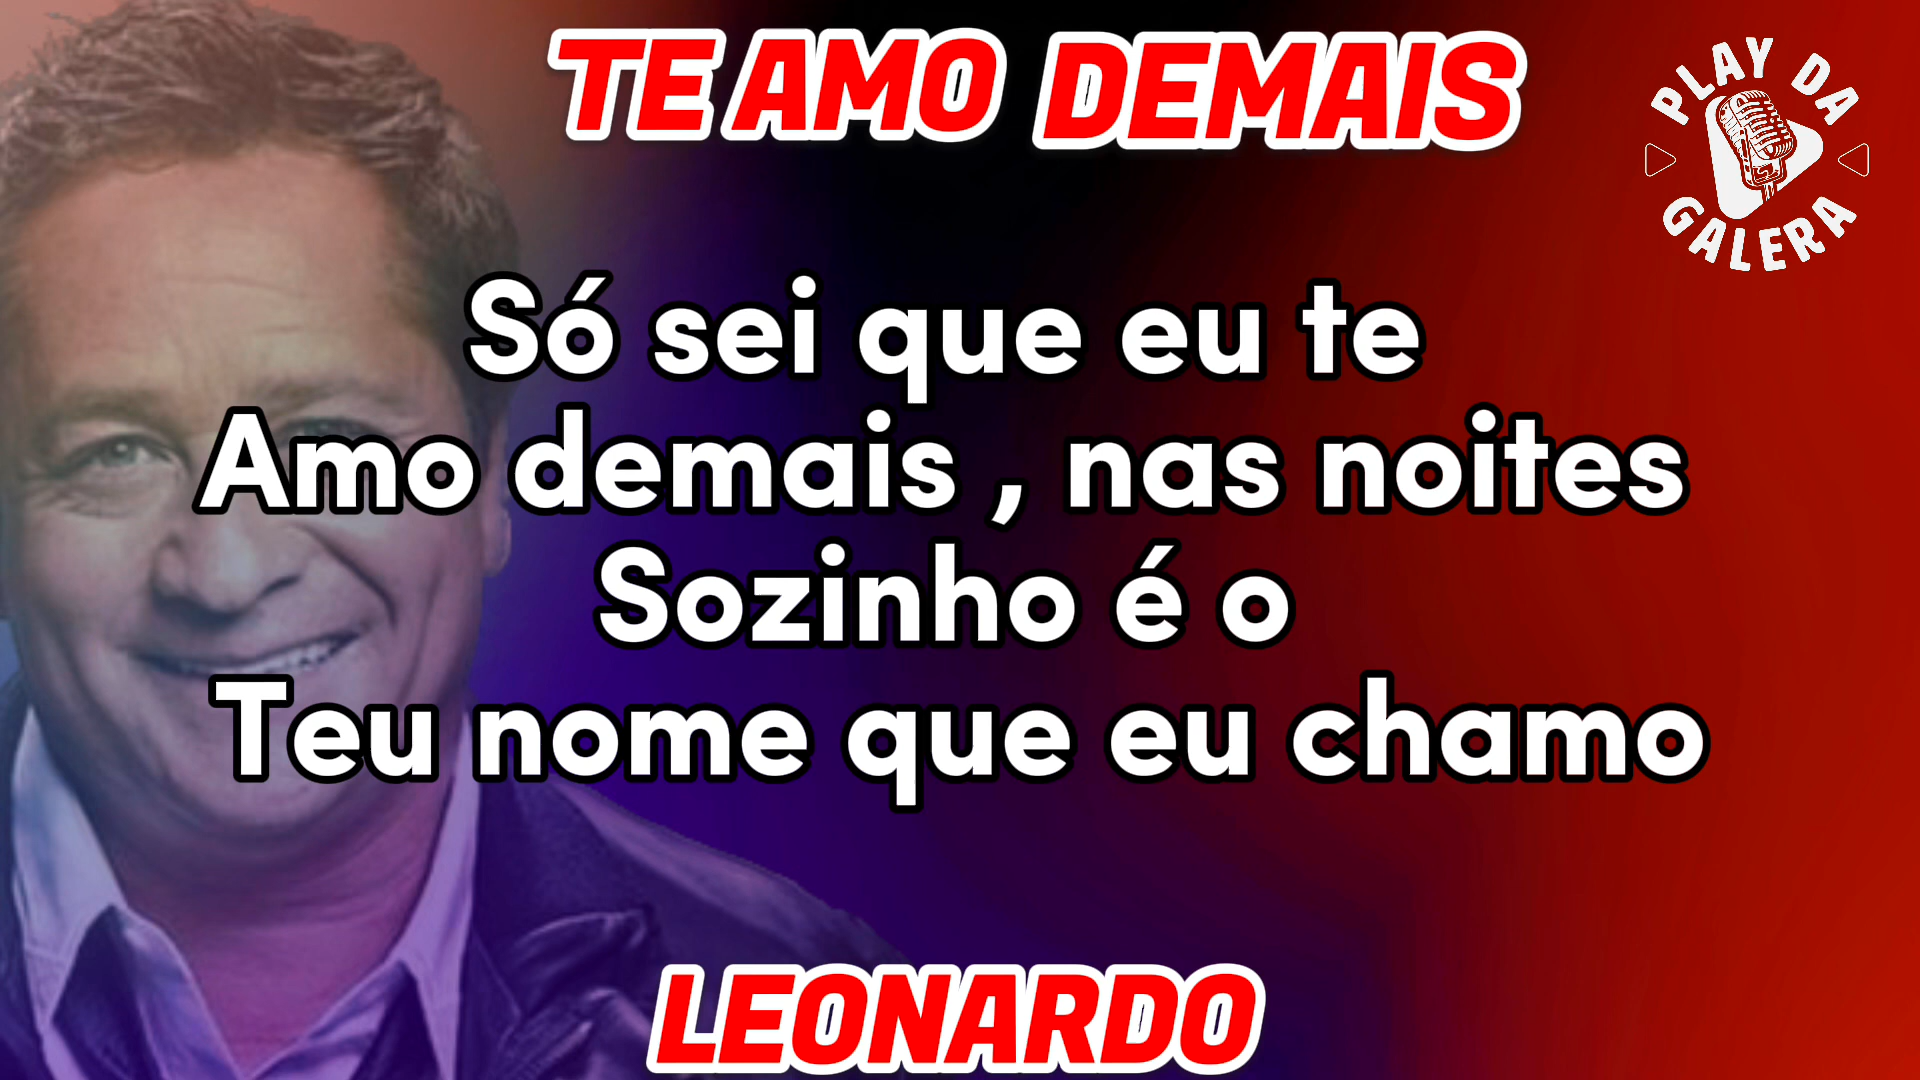 TE AMO DEMAIS
PLAY DA
GALERA
Só sei que eu te
Amo demais , nas noites
Sozinho é o
Teu nome que eu chamo
LEONARDO